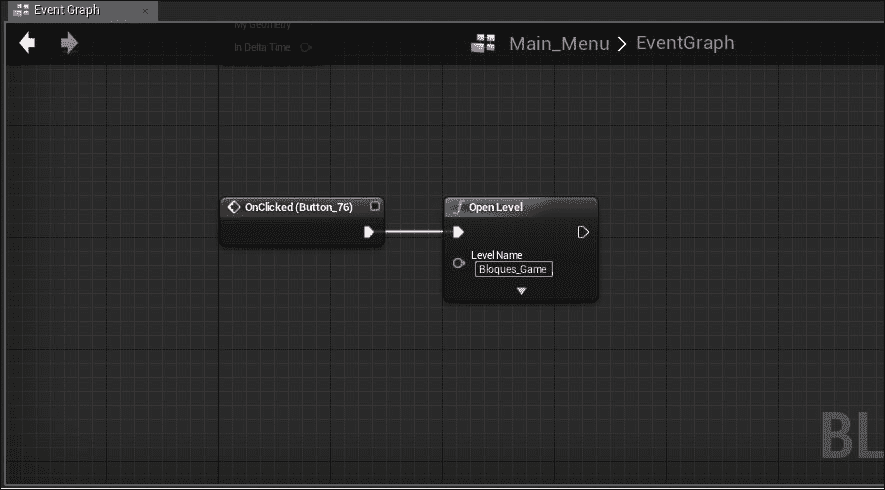 Event Graph
My Geometry
In Delta Time
Main_Menu > EventGraph
OnClicked (Button_76)
Open Level
Level Name
Bloques_Game
BL